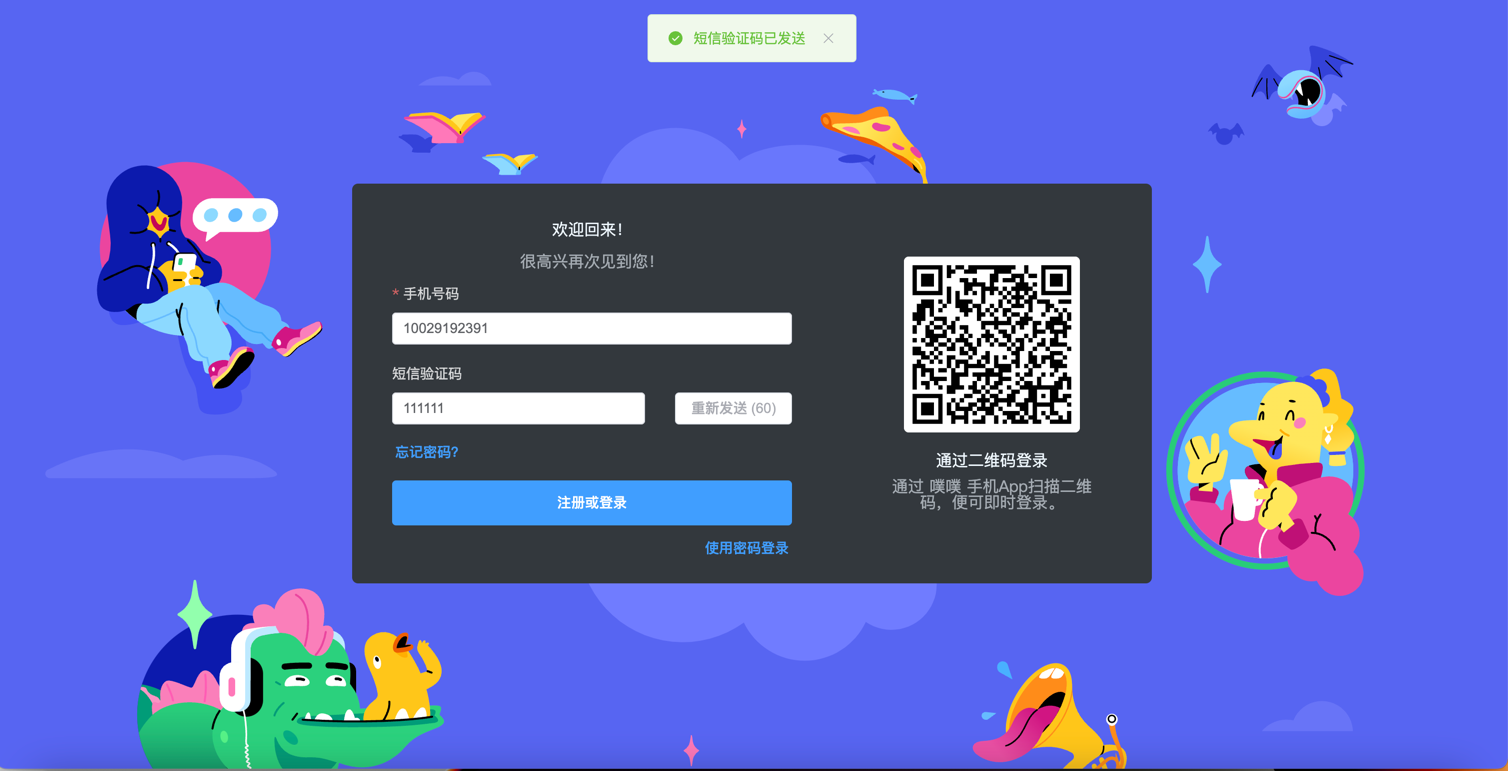 短信验证码已发送
欢迎回来！
很高兴再次见到您！
* 手机号码
10029192391
短信验证码
111111
重新发送 (60)
忘记密码?
注册或登录
使用密码登录
通过二维码登录
通过 噗噗 手机App扫描二维
码，便可即时登录。